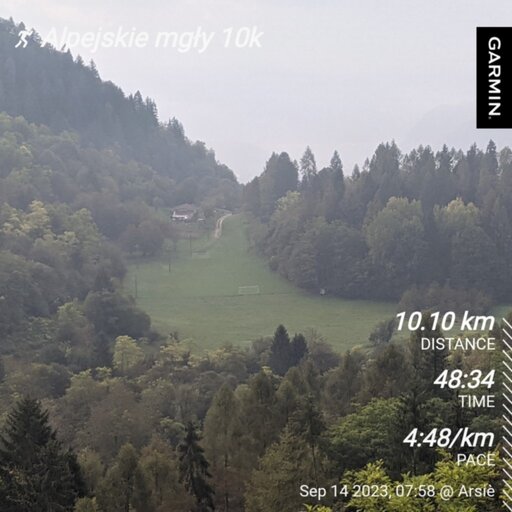 Alpejskie mgły 10k
GARMIN.
10.10 km
DISTANCE
48:34
TIME
4:48/km
PACE
Sep 14 2023, 07:58 @ Arsiè